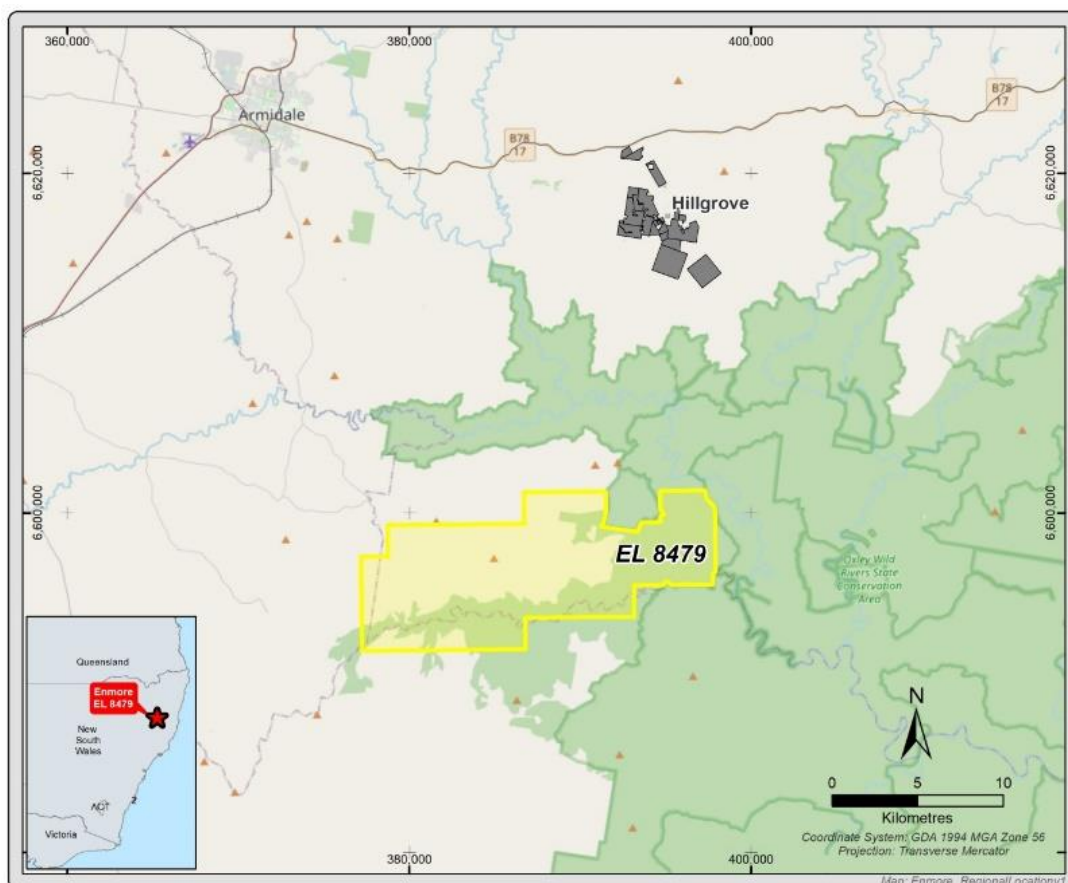 360,000
380,000
400,000
B78
17
Armidale
B78
17
6,620,000
6,620,000
Hillgrove
6,600,000
6,600,000
EL 8479
Oxley Wild
Rivers State
Conservation
Area
Queensland
Enmore
EL 8479
New
South
Wales
ACT
2
Victoria
N
0
5
10
Kilometres
Coordinate System: GDA 1994 MGA Zone 56
Projection: Transverse Mercator
380,000
400,000
Map: Enmore_RegionalLocationv1